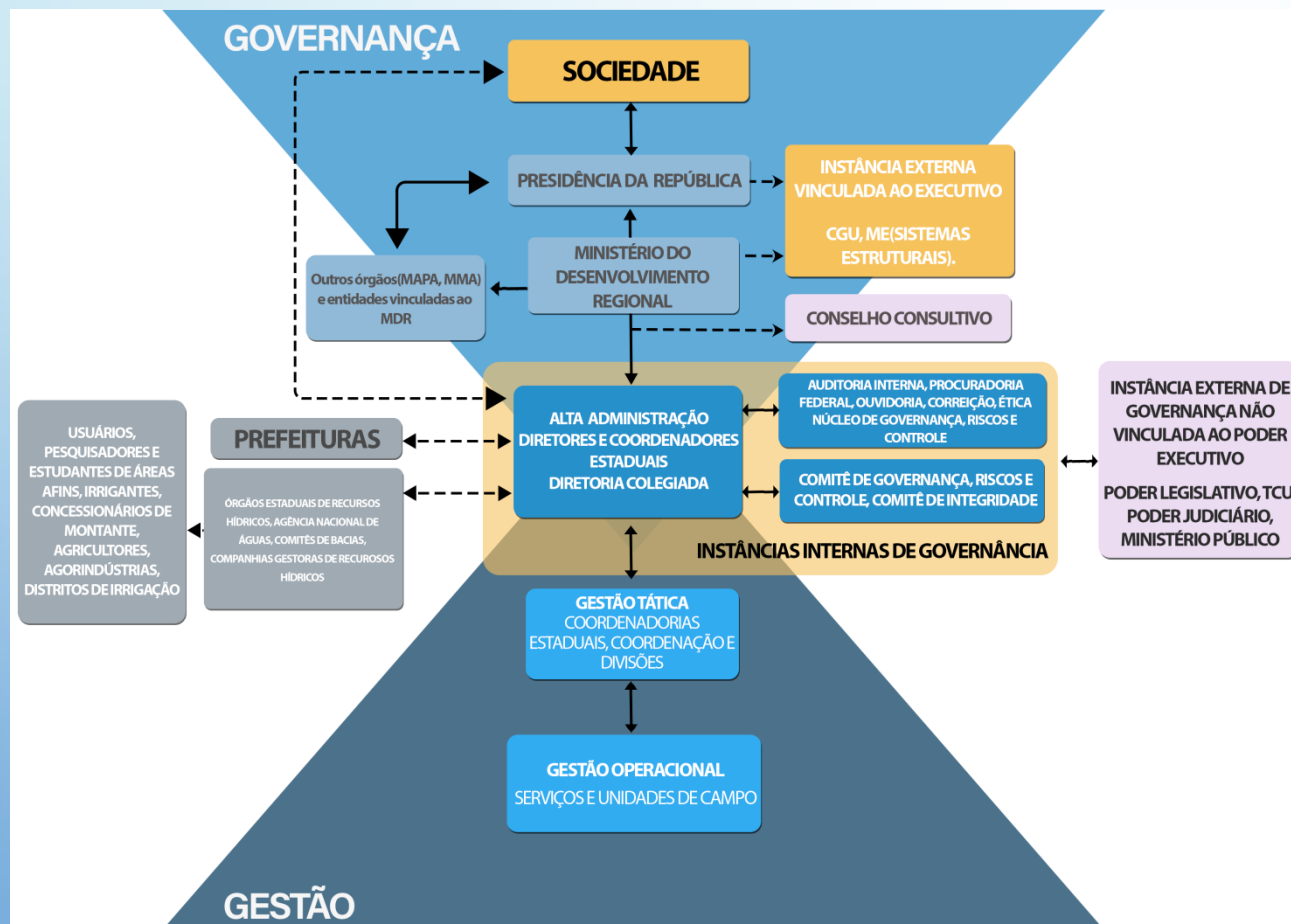 GOVERNANÇA
SOCIEDADE
PRESIDÊNCIA DA REPÚBLICA
INSTÂNCIA EXTERNA
VINCULADA AO EXECUTIVO
CGU, ME(SISTEMAS
ESTRUTURAIS).
MINISTÉRIO DO
DESENVOLVIMENTO
REGIONAL
Outros órgãos(MAPA, MMA)
e entidades vinculadas ao
MDR
CONSELHO CONSULTIVO
ALTA ADMINISTRAÇÃO
DIRETORES E COORDENADORES
ESTADUAIS
DIRETORIA COLEGIADA
AUDITORIA INTERNA, PROCURADORIA
FEDERAL, OUVIDORIA, CORREIÇÃO, ÉTICA
NÚCLEO DE GOVERNANÇA, RISCOS E
CONTROLE
COMITÊ DE GOVERNANÇA, RISCOS E
CONTROLE, COMITÊ DE INTEGRIDADE
INSTÂNCIAS INTERNAS DE GOVERNÂNCIA
INSTÂNCIA EXTERNA DE
GOVERNANÇA NÃO
VINCULADA AO PODER
EXECUTIVO
PODER LEGISLATIVO, TCU
PODER JUDICIÁRIO,
MINISTÉRIO PÚBLICO
PREFEITURAS
ÓRGÃOS ESTADUAIS DE RECURSOS
HÍDRICOS, AGÊNCIA NACIONAL DE
ÁGUAS, COMITÊS DE BACIAS,
COMPANHIAS GESTORAS DE RECUROSOS
HÍDRICOS
USUÁRIOS,
PESQUISADORES E
ESTUDANTES DE ÁREAS
AFINS, IRRIGANTES,
CONCESSIONÁRIOS DE
MONTANTE,
AGRICULTORES,
AGORINDÚSTRIAS,
DISTRITOS DE IRRIGAÇÃO
GESTÃO TÁTICA
COORDENADORIAS
ESTADUAIS, COORDENAÇÃO E
DIVISÕES
GESTÃO OPERACIONAL
SERVIÇOS E UNIDADES DE CAMPO
GESTÃO